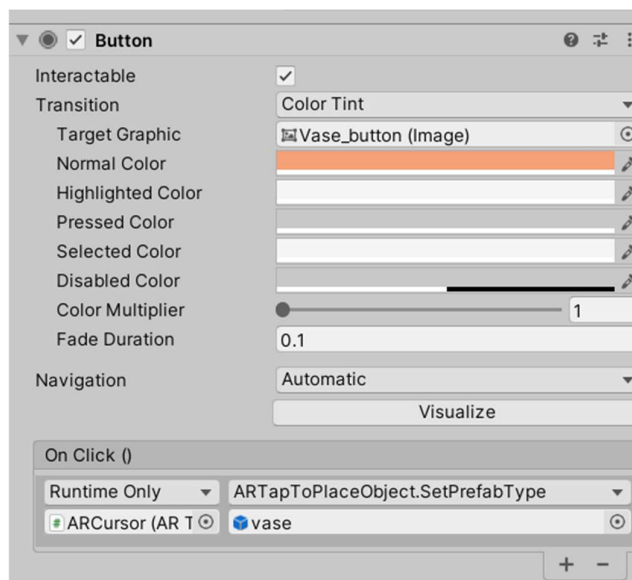 Button
Interactable
Transition Color Tint
Target Graphic Vase_button (Image)
Normal Color
Highlighted Color
Pressed Color
Selected Color
Disabled Color
Color Multiplier 1
Fade Duration 0.1
Navigation Automatic
Visualize
On Click ()
Runtime Only ARTapToPlaceObject.SetPrefabType
ARCursor (AR T vase